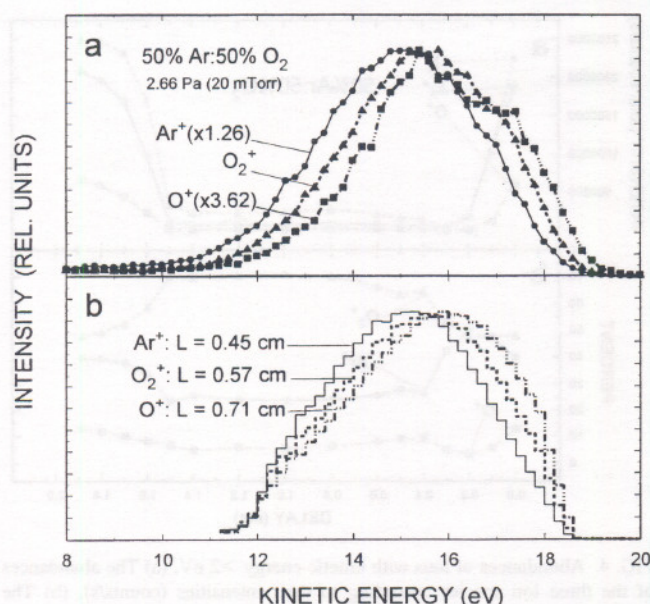 a
50% Ar:50% O2
2.66 Pa (20 mTorr)
Ar+(x1.26)
O2+
O+(x3.62)
b
Ar+: L = 0.45 cm
O2+: L = 0.57 cm
O+: L = 0.71 cm
INTENSITY (REL. UNITS)
8 10 12 14 16 18 20
KINETIC ENERGY (eV)